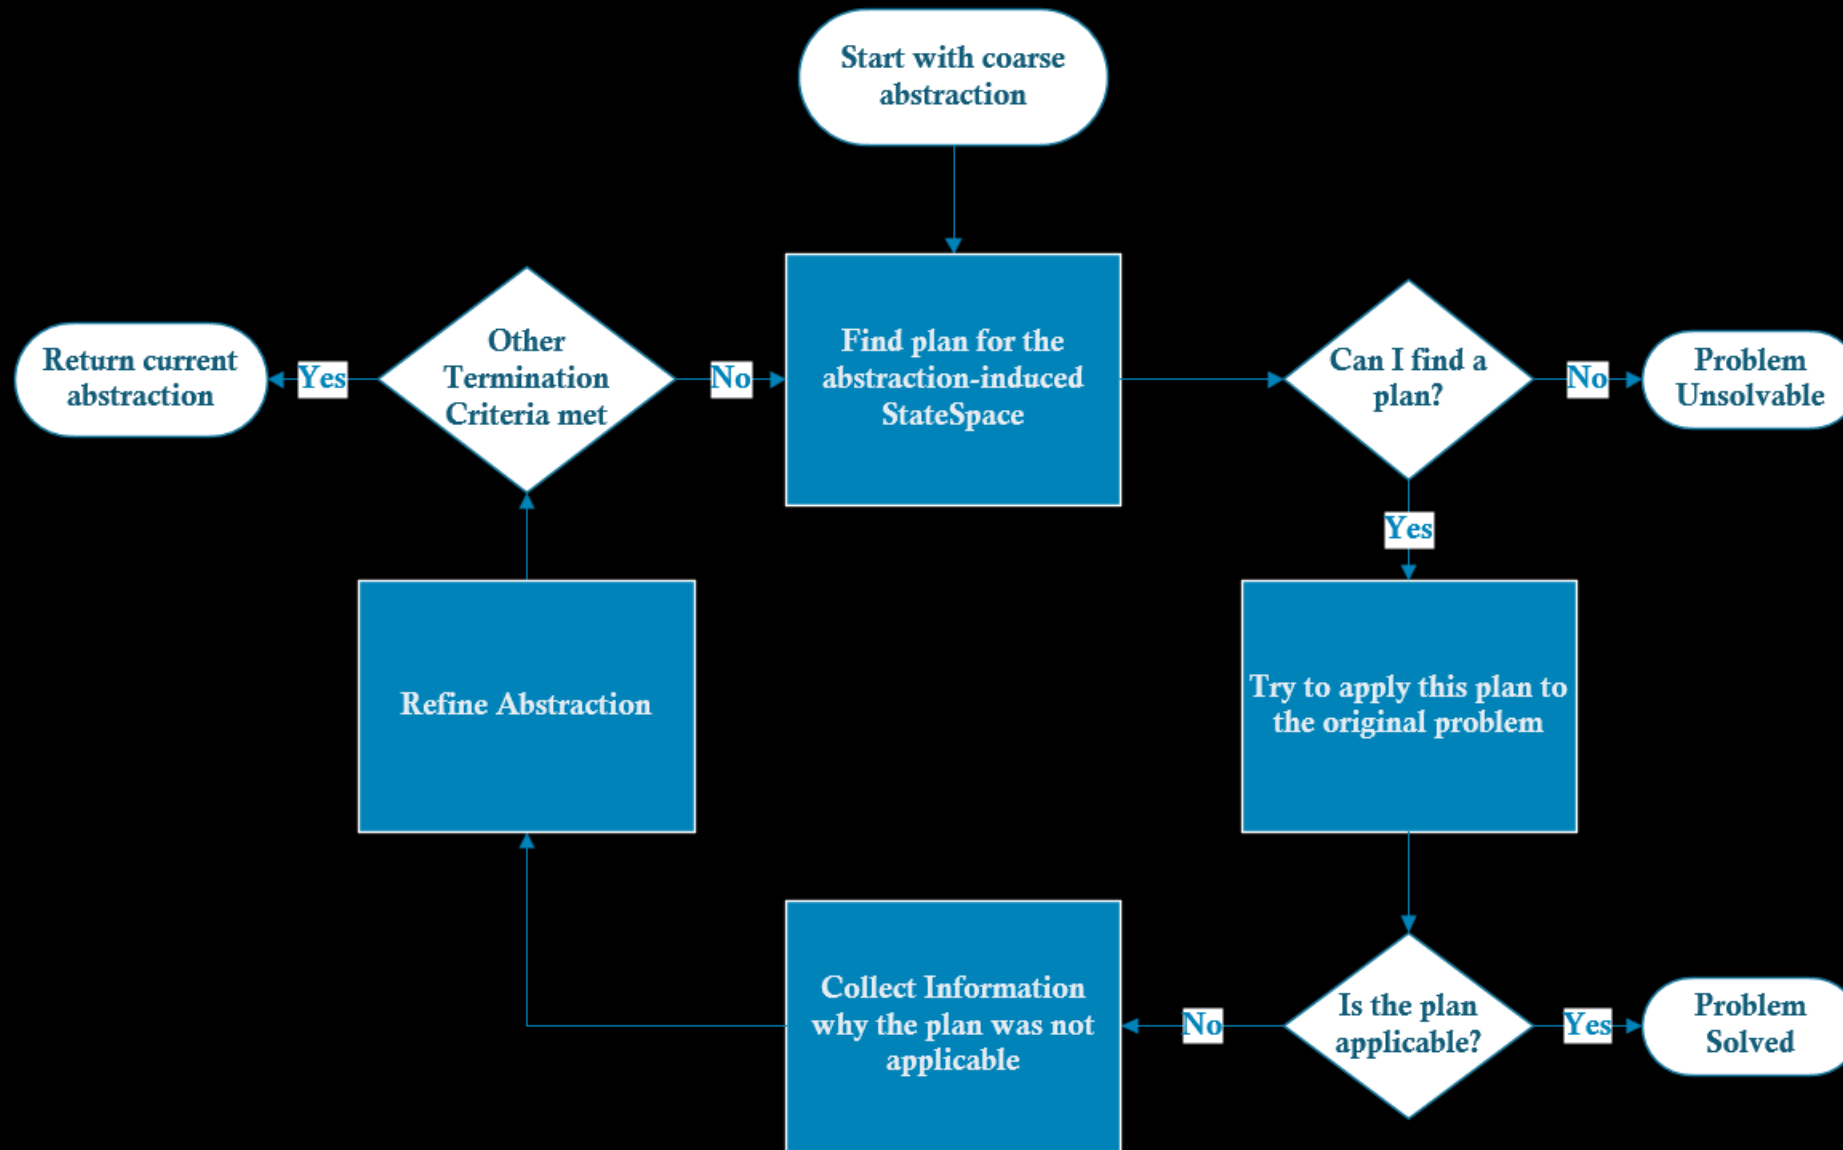 Start with coarse
abstraction
Return current
abstraction
Yes
Other
Termination
Criteria met
No
Find plan for the
abstraction-induced
StateSpace
Can I find a
plan?
No
Problem
Unsolvable
Yes
Refine Abstraction
Try to apply this plan to
the original problem
Collect Information
why the plan was not
applicable
No
Is the plan
applicable?
Yes
Problem
Solved